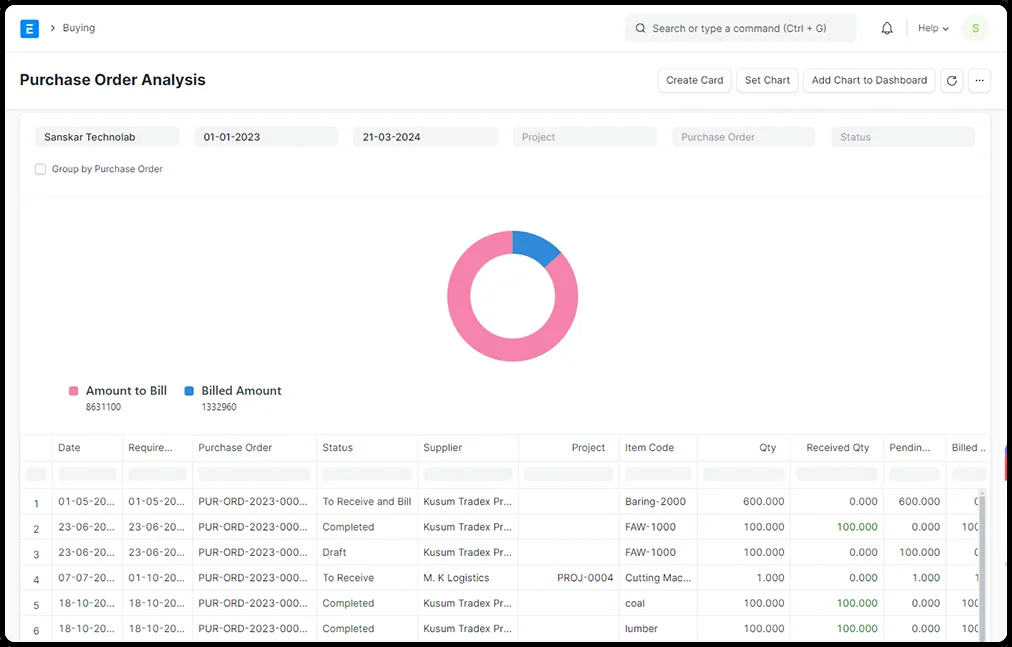 E > Buying Search or type a command (Ctrl + G) Help S
Purchase Order Analysis Create Card Set Chart Add Chart to Dashboard ...
Sanskar Technolab 01-01-2023 21-03-2024 Project Purchase Order Status
Group by Purchase Order
Amount to Bill Billed Amount
8631100 1332960
Date Require... Purchase Order Status Supplier Project Item Code Qty Received Qty Pendin... Billed ..
1 01-05-20... 01-05-20... PUR-ORD-2023-000... To Receive and Bill Kusum Tradex Pr... Baring-2000 600.000 0.000 600.000
2 23-06-20... 23-06-20... PUR-ORD-2023-000... Completed Kusum Tradex Pr... FAW-1000 100.000 100.000 0.000
3 23-06-20... 23-06-20... PUR-ORD-2023-000... Draft Kusum Tradex Pr... FAW-1000 100.000 0.000 100.000
4 07-07-20... 01-10-20... PUR-ORD-2023-000... To Receive M. K Logistics PROJ-0004 Cutting Mac... 1.000 0.000 1.000
5 18-10-20... 18-10-20... PUR-ORD-2023-000... Completed Kusum Tradex Pr... coal 100.000 100.000 0.000
6 18-10-20... 18-10-20... PUR-ORD-2023-000... Completed Kusum Tradex Pr... lumber 100.000 100.000 0.000